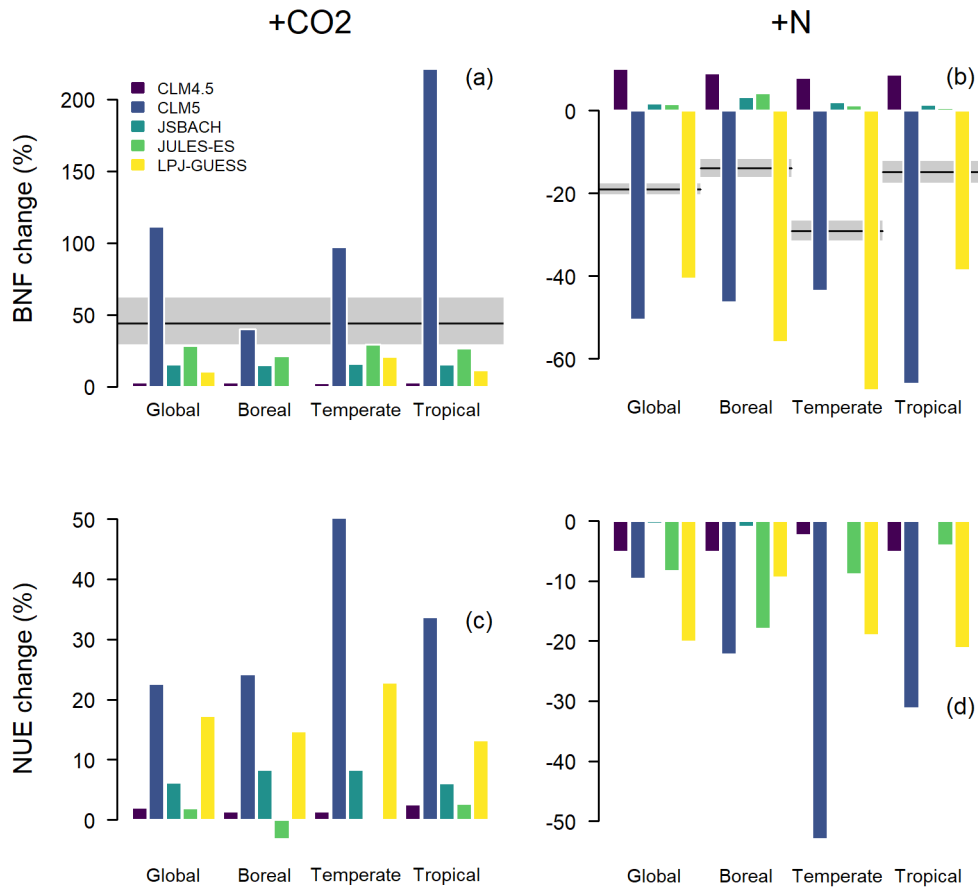 +CO2
+N
(a)
CLM4.5
CLM5
JSBACH
JULES-ES
LPJ-GUESS
BNF change (%)
200
150
100
50
0
Global Boreal Temperate Tropical
(b)
0
-20
-40
-60
Global Boreal Temperate Tropical
NUE change (%)
50
40
30
20
10
0
(c)
Global Boreal Temperate Tropical
0
-10
-20
-30
-40
-50
(d)
Global Boreal Temperate Tropical